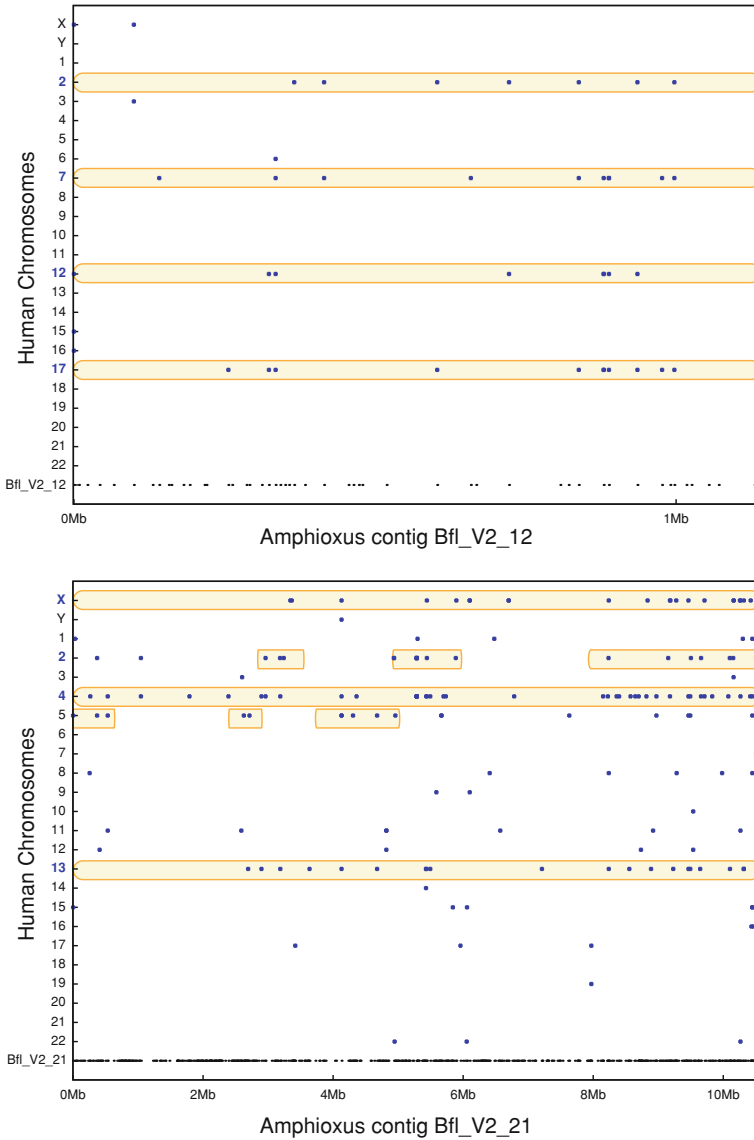 Human Chromosomes
X
Y
1
2
3
4
5
6
7
8
9
10
11
12
13
14
15
16
17
18
19
20
21
22
Bfl_V2_12
0Mb
1Mb
Amphioxus contig Bfl_V2_12
Human Chromosomes
X
Y
1
2
3
4
5
6
7
8
9
10
11
12
13
14
15
16
17
18
19
20
21
22
Bfl_V2_21
0Mb
2Mb
4Mb
6Mb
8Mb
10Mb
Amphioxus contig Bfl_V2_21